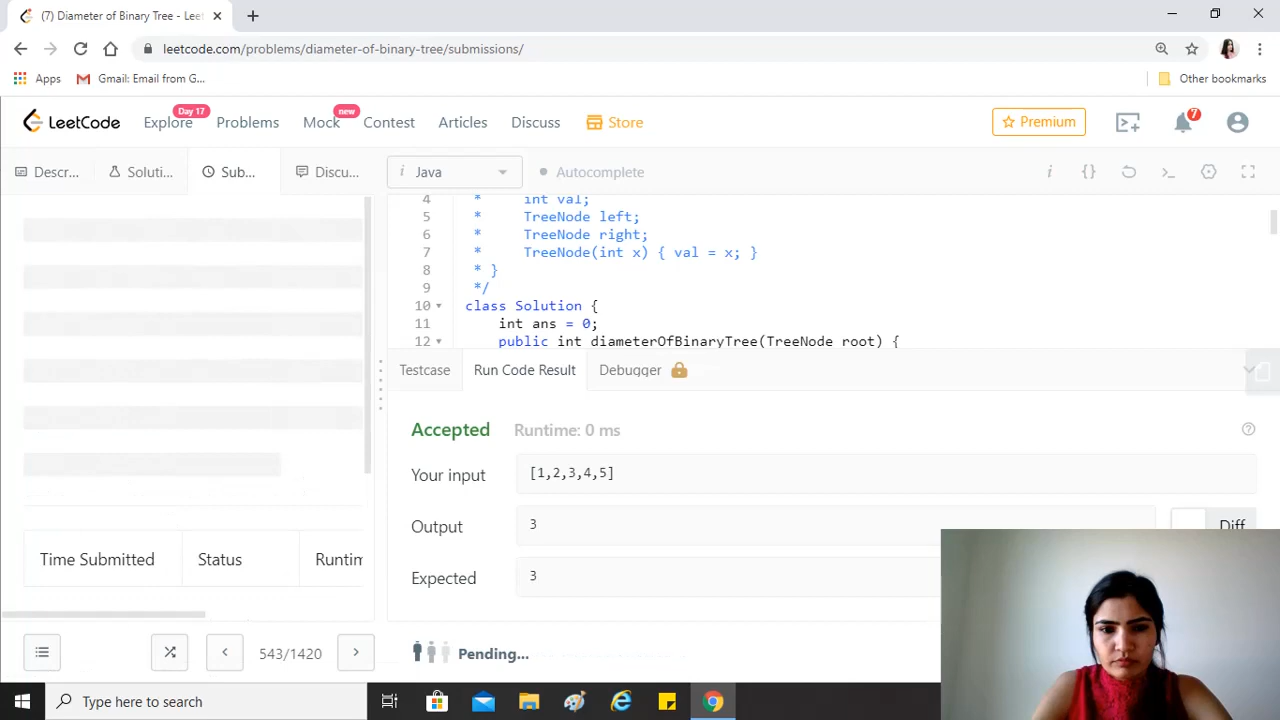 (7) Diameter of Binary Tree - Leet
leetcode.com/problems/diameter-of-binary-tree/submissions/
Apps
Gmail: Email from G...
Other bookmarks
LeetCode
Explore
Day 17
Problems
Mock
new
Contest
Articles
Discuss
Store
Premium
7
Descr...
Soluti...
Sub...
Discu...
i Java
Autocomplete
i {}
4 * int val;
5 * TreeNode left;
6 * TreeNode right;
7 * TreeNode(int x) { val = x; }
8 * }
9 */
10 class Solution {
11 int ans = 0;
12 public int diameterOfBinaryTree(TreeNode root) {
Testcase
Run Code Result
Debugger
Accepted
Runtime: 0 ms
Your input
[1,2,3,4,5]
Output
3
Diff
Expected
3
Time Submitted
Status
Runtim
543/1420
Pending...
Type here to search